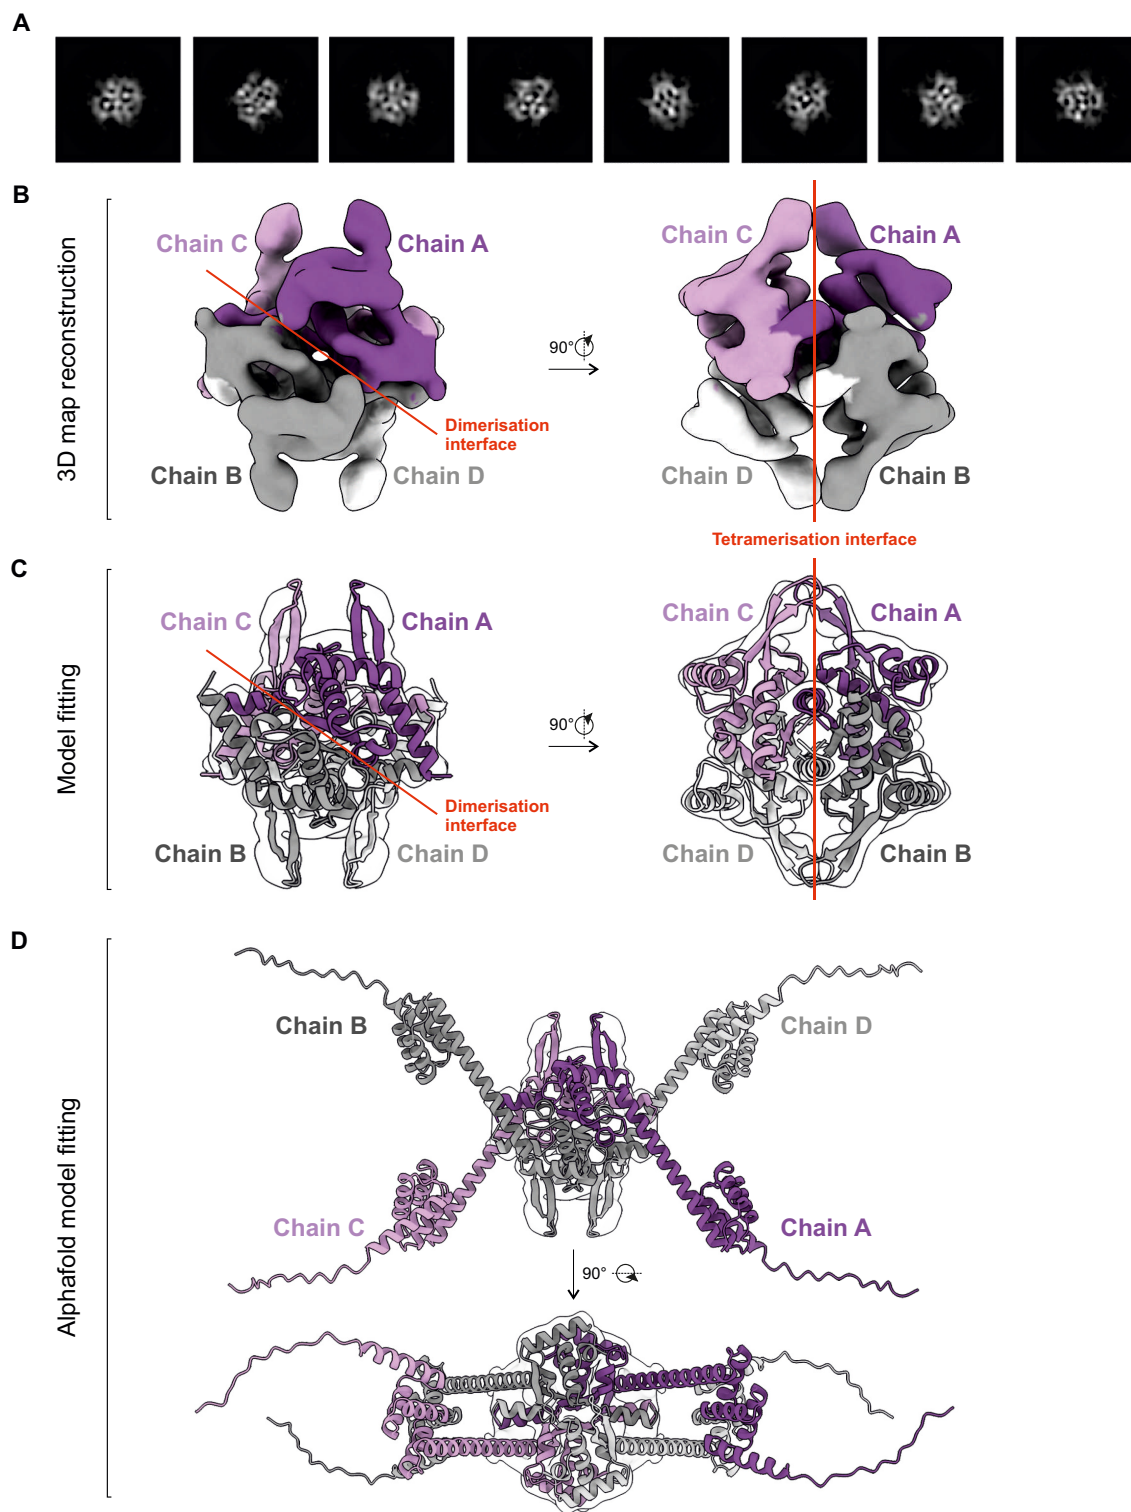 A
B
3D map reconstruction
Chain C
Chain A
Dimerisation
interface
Chain B
Chain D
90°
Chain C
Chain A
Chain D
Chain B
Tetramerisation interface
C
Model fitting
Chain C
Chain A
Dimerisation
interface
Chain B
Chain D
90°
Chain C
Chain A
Chain D
Chain B
D
Alphafold model fitting
Chain B
Chain D
Chain C
Chain A
90°